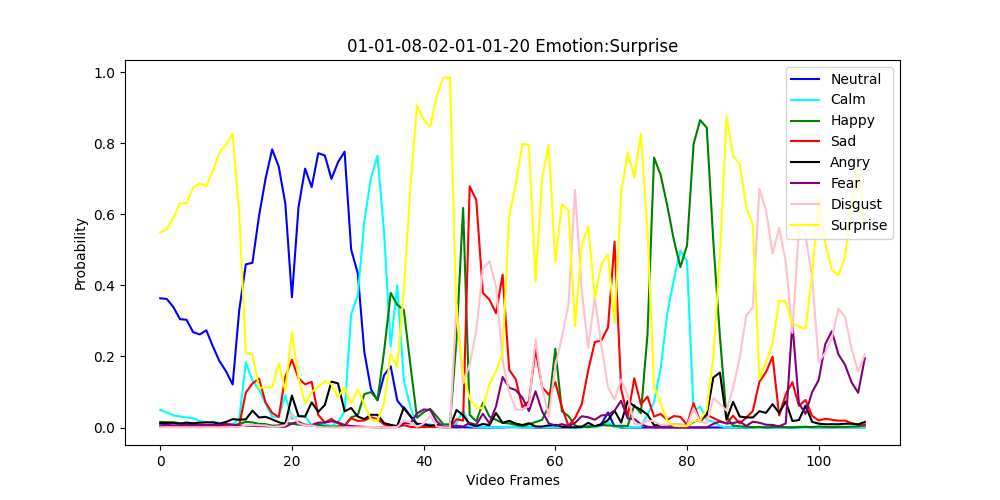 01-01-08-02-01-01-20 Emotion:Surprise
1.0
0.8
0.6
0.4
0.2
0.0
Probability
0
20
40
60
80
100
Video Frames
Neutral
Calm
Happy
Sad
Angry
Fear
Disgust
Surprise